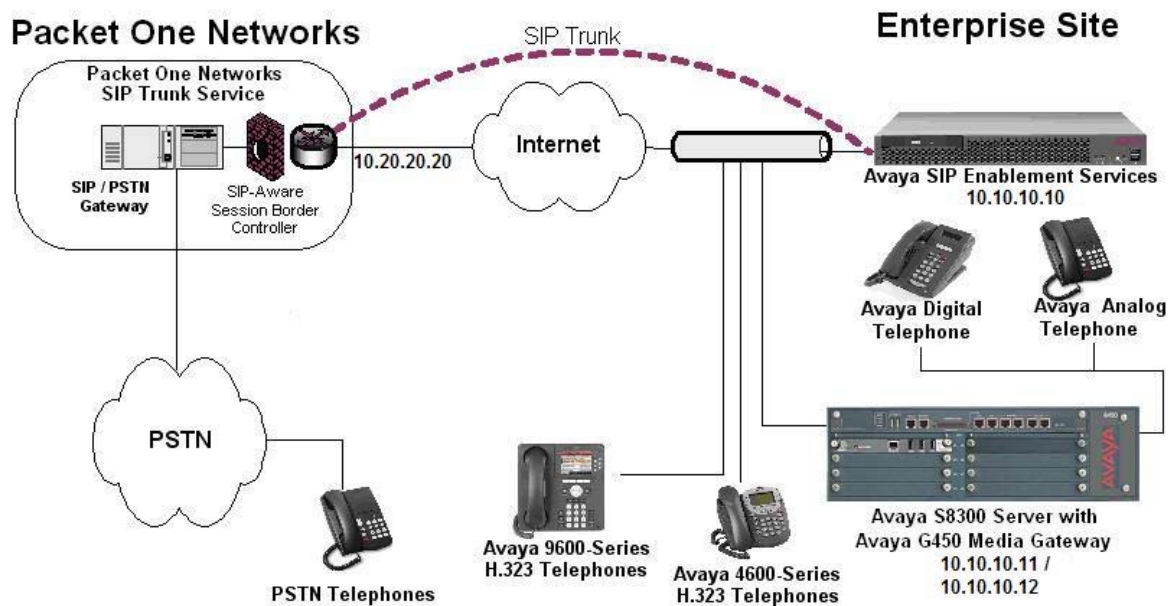 Packet One Networks
SIP Trunk
Enterprise Site
Packet One Networks
SIP Trunk Service
SIP / PSTN
Gateway
SIP-Aware
Session Border
Controller
10.20.20.20
Internet
Avaya SIP Enablement Services
10.10.10.10
Avaya Digital
Telephone
Avaya Analog
Telephone
PSTN
PSTN Telephones
Avaya 9600-Series
H.323 Telephones
Avaya 4600-Series
H.323 Telephones
AVAYA
Avaya S8300 Server with
Avaya G450 Media Gateway
10.10.10.11 /
10.10.10.12